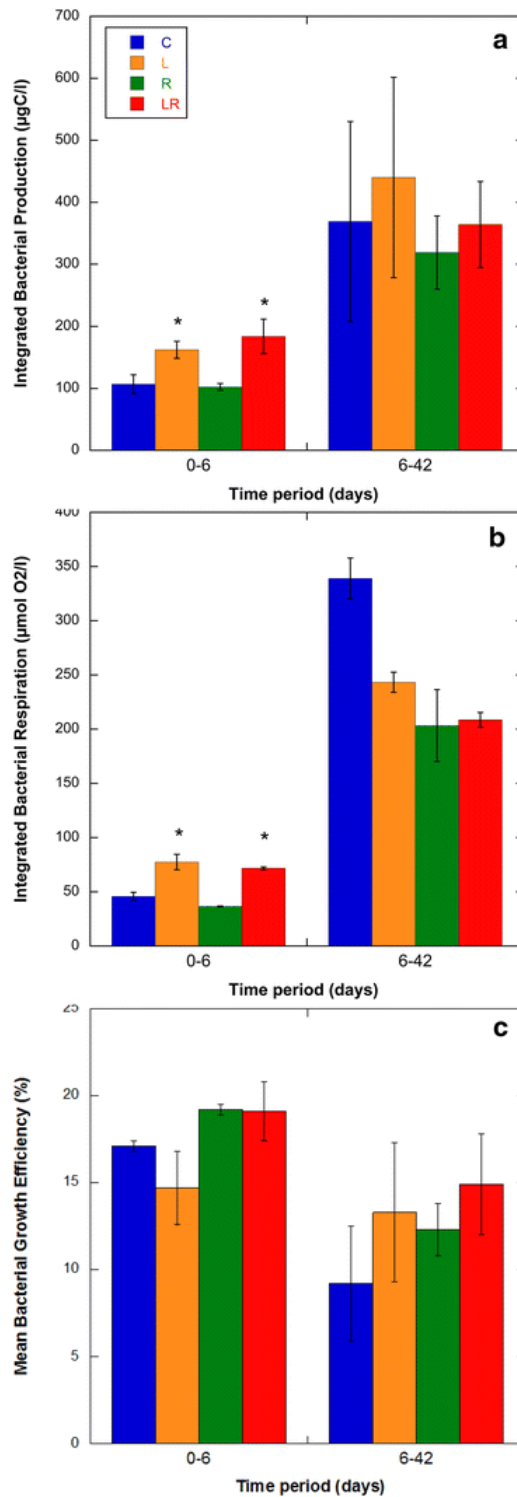 700
600
500
400
300
200
100
0
C
L
R
LR
a
*
*
Integrated Bacterial Production (µgC/l)
0-6
6-42
Time period (days)
400
350
300
250
200
150
100
50
0
b
*
*
Integrated Bacterial Respiration (µmol O2/l)
0-6
6-42
Time period (days)
25
20
15
10
5
0
c
Mean Bacterial Growth Efficiency (%)
0-6
6-42
Time period (days)